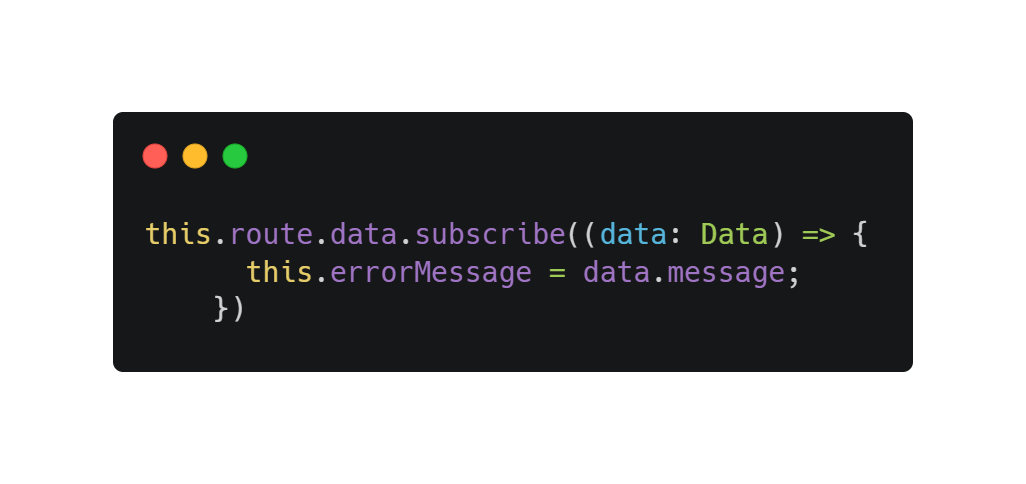 this.route.data.subscribe((data: Data) => {
      this.errorMessage = data.message;
    })